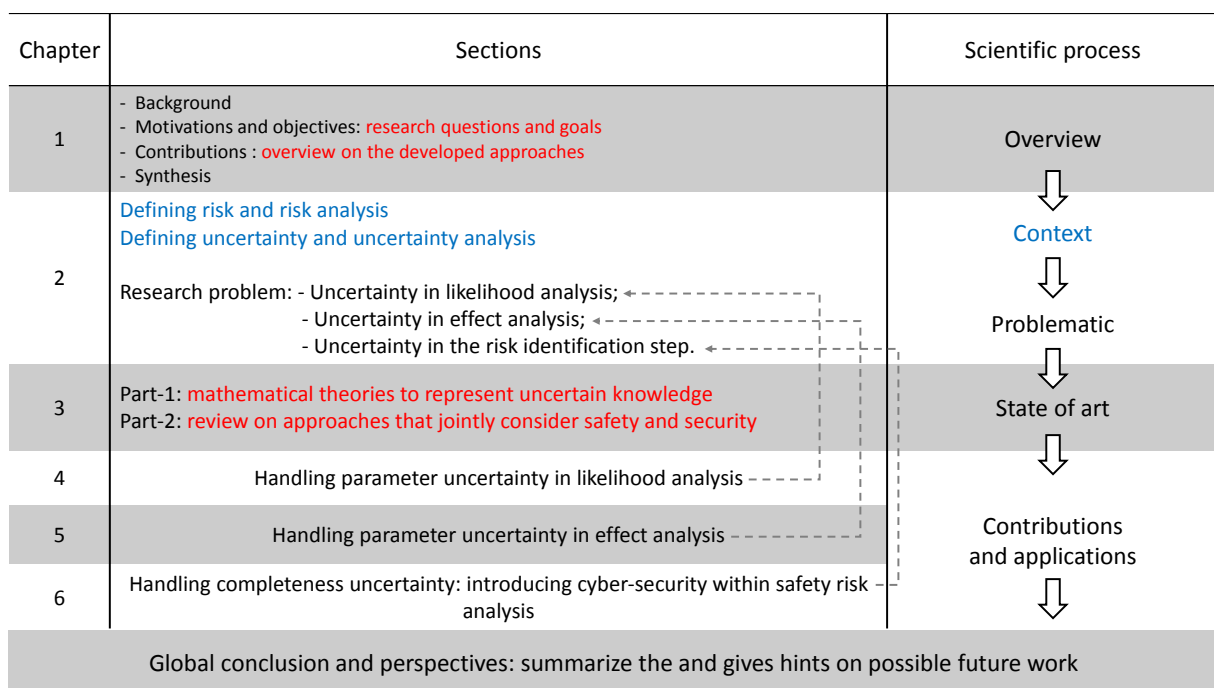 Chapter
Sections
Scientific process
1
- Background
- Motivations and objectives: research questions and goals
- Contributions : overview on the developed approaches
- Synthesis
Overview
2
Defining risk and risk analysis
Defining uncertainty and uncertainty analysis
Research problem: - Uncertainty in likelihood analysis;
- Uncertainty in effect analysis;
- Uncertainty in the risk identification step.
Context
Problematic
3
Part-1: mathematical theories to represent uncertain knowledge
Part-2: review on approaches that jointly consider safety and security
State of art
4
Handling parameter uncertainty in likelihood analysis
5
Handling parameter uncertainty in effect analysis
Contributions
and applications
6
Handling completeness uncertainty: introducing cyber-security within safety risk
analysis
Global conclusion and perspectives: summarize the and gives hints on possible future work